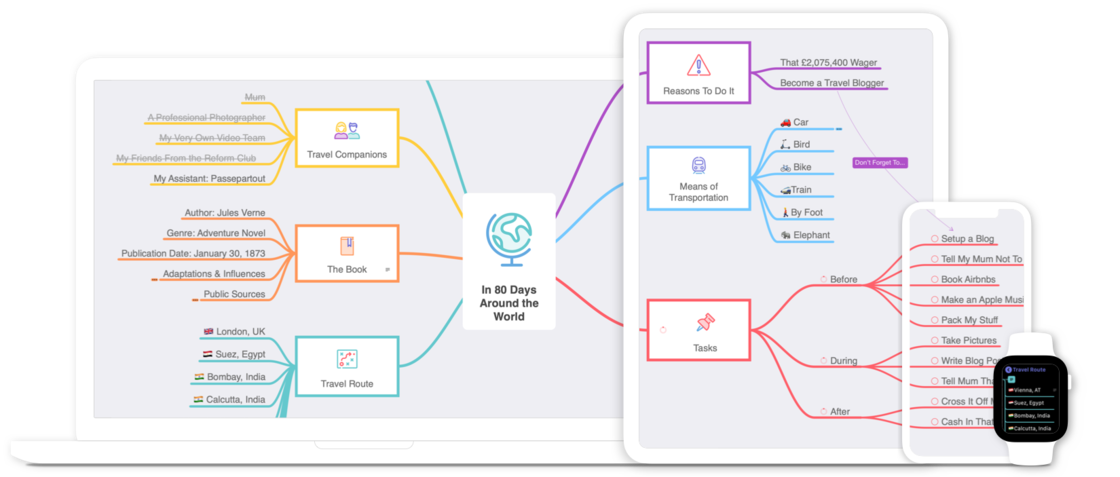 Mum
A Professional Photographer
My Very Own Video Team
My Friends From the Reform Club
My Assistant: Passepartout
Travel Companions
Author: Jules Verne
Genre: Adventure Novel
Publication Date: January 30, 1873
Adaptations & Influences
Public Sources
The Book
London, UK
Suez, Egypt
Bombay, India
Calcutta, India
Travel Route
In 80 Days
Around the
World
Reasons To Do It
That £2,075,400 Wager
Become a Travel Blogger
Means of
Transportation
Car
Bird
Bike
Train
By Foot
Elephant
Don't Forget To...
Tasks
Before
During
After
Setup a Blog
Tell My Mum Not To
Book Airbnbs
Make an Apple Musi
Pack My Stuff
Take Pictures
Write Blog Po
Tell Mum Tha
Cross It Off
Cash In That
Travel Route
Vienna, AT
Suez, Egypt
Bombay, India
Calcutta, India